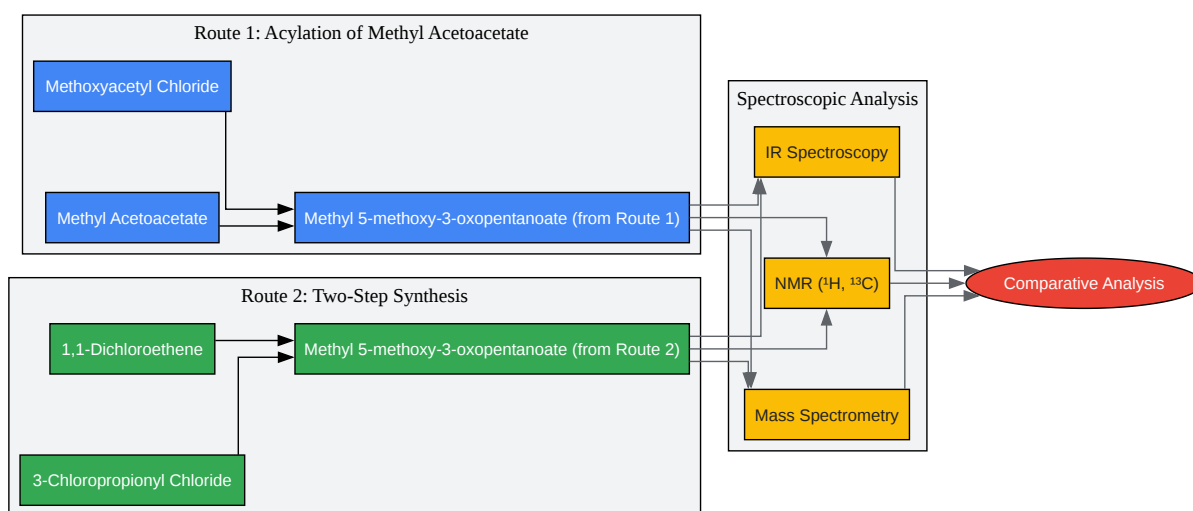 Route 1: Acylation of Methyl Acetoacetate
Methoxyacetyl Chloride
Methyl Acetoacetate
Methyl 5-methoxy-3-oxopentanoate (from Route 1)
Route 2: Two-Step Synthesis
1,1-Dichloroethene
Methyl 5-methoxy-3-oxopentanoate (from Route 2)
3-Chloropropionyl Chloride
Spectroscopic Analysis
IR Spectroscopy
NMR (¹H, ¹³C)
Mass Spectrometry
Comparative Analysis